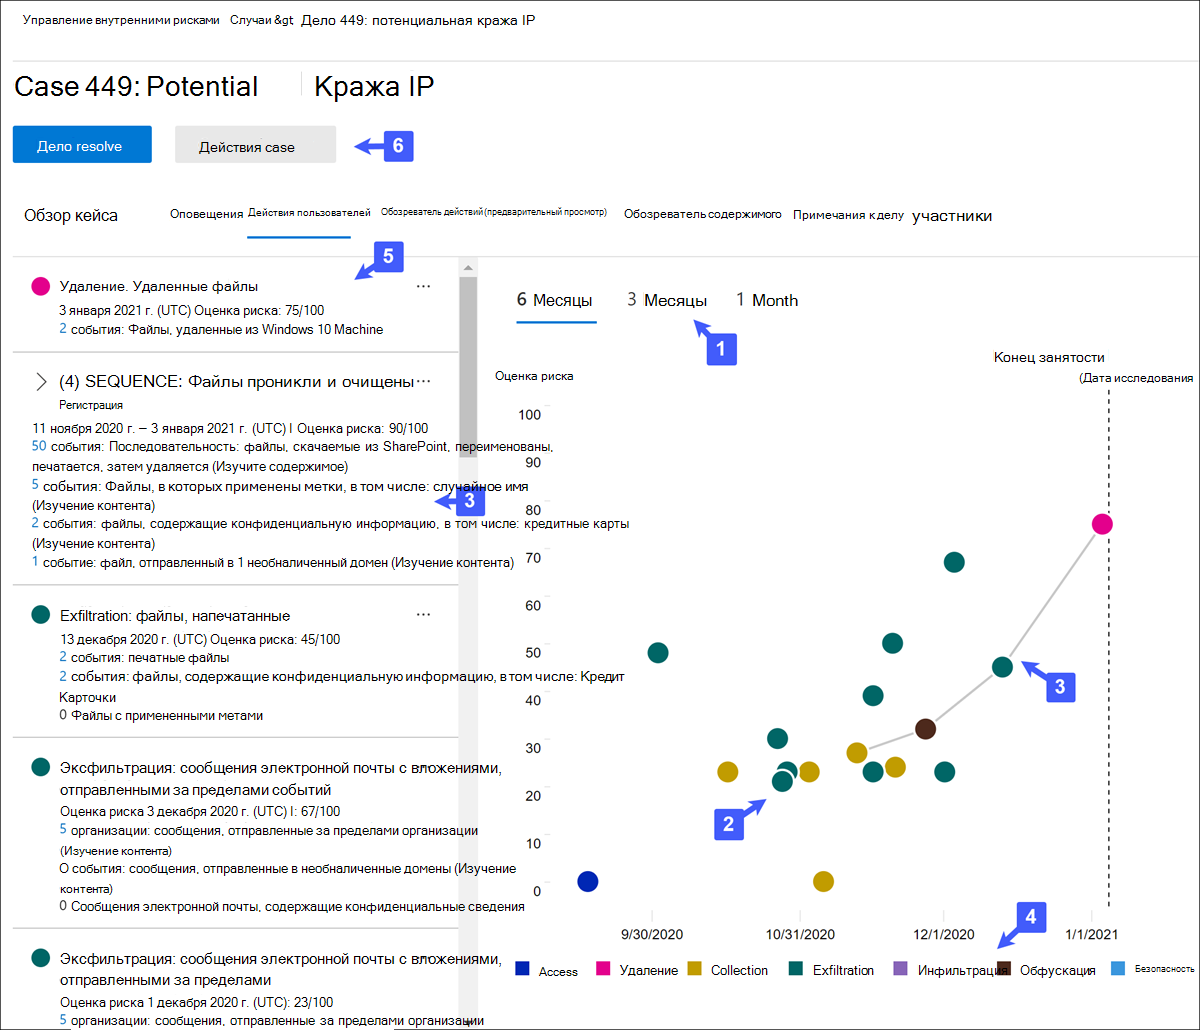 Управление внутренними рисками Случаи &gt Дело 449: потенциальная кража IP
Case 449: Potential Кража IP
Дело resolve Действия case 6
Обзор кейса Оповещения Действия пользователей Обозреватель действий (предварительный просмотр) Обозреватель содержимого Примечания к делу участники
5
Удаление. Удаленные файлы ...
3 января 2021 г. (UTC) Оценка риска: 75/100
2 события: Файлы, удаленные из Windows 10 Machine
(4) SEQUENCE: Файлы проникли и очищены ...
Регистрация
11 ноября 2020 г. – 3 января 2021 г. (UTC) | Оценка риска: 90/100
50 события: Последовательность: файлы, скачаемые из SharePoint, переименованы,
печатается, затем удаляется (Изучите содержимое)
5 события: Файлы, в которых применены метки, в том числе: случайное имя
(Изучение контента)
3
2 события: файлы, содержащие конфиденциальную информацию, в том числе: кредитные карты
(Изучение контента)
1 событие: файл, отправленный в 1 необналиченный домен (Изучение контента)
Exfiltration: файлы, напечатанные ...
13 декабря 2020 г. (UTC) Оценка риска: 45/100
2 события: печатные файлы
2 события: файлы, содержащие конфиденциальную информацию, в том числе: Кредит
Карточки
0 Файлы с примененными метами
Эксфильтрация: сообщения электронной почты с вложениями,
отправленными за пределами событий
Оценка риска 3 декабря 2020 г. (UTC) I: 67/100
5 организации: сообщения, отправленные за пределами организации
(Изучение контента)
О события: сообщения, отправленные в необналиченные домены (Изучение
контента)
0 Сообщения электронной почты, содержащие конфиденциальные сведения
Эксфильтрация: сообщения электронной почты с вложениями,
отправленными за пределами
Оценка риска 1 декабря 2020 г. (UTC): 23/100
5 организации: сообщения, отправленные за пределами организации
6 Месяцы 3 Месяцы 1 Month
1
Конец занятости
(Дата исследования
Оценка риска
100
90
80
70
60
50
40
30
20
10
0
3
2
4
9/30/2020 10/31/2020 12/1/2020 1/1/2021
Access Удаление Collection Exfiltration Инфильтрация Обфускация Безопасность